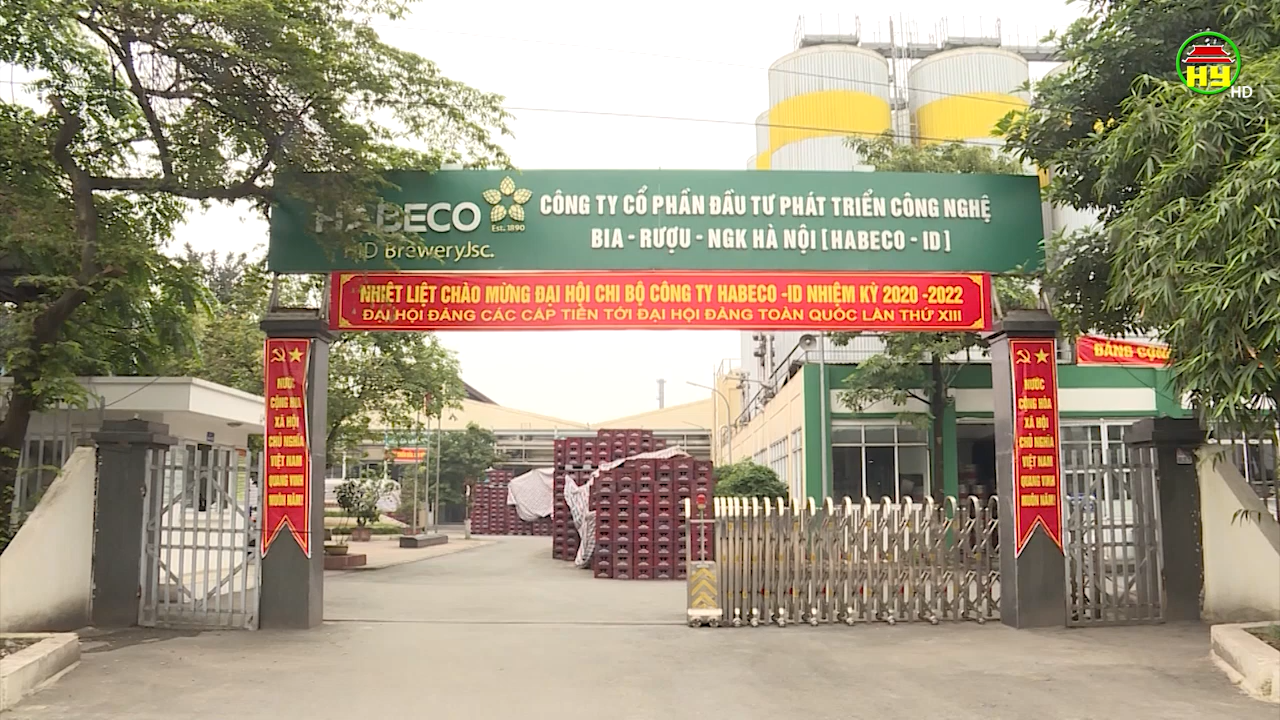 HY
HD
HABECO
Est. 1890
HID Brewery.Jsc.
CÔNG TY CỔ PHẦN ĐẦU TƯ PHÁT TRIỂN CÔNG NGHỆ
BIA - RƯỢU - NGK HÀ NỘI [HABECO - ID]
NHIỆT LIỆT CHÀO MỪNG ĐẠI HỘI CHI BỘ CÔNG TY HABECO -ID NHIỆM KỲ 2020 -2022
ĐẠI HỘI ĐẢNG CÁC CẤP TIẾN TỚI ĐẠI HỘI ĐẢNG TOÀN QUỐC LẦN THỨ XIII
NƯỚC
CỘNG HÒA
XÃ HỘI
CHỦ NGHĨA
VIỆT NAM
QUANG VINH
MUÔN NĂM!
NƯỚC
CỘNG HÒA
XÃ HỘI
CHỦ NGHĨA
VIỆT NAM
QUANG VINH
MUÔN NĂM!
ĐẢNG CỘNG